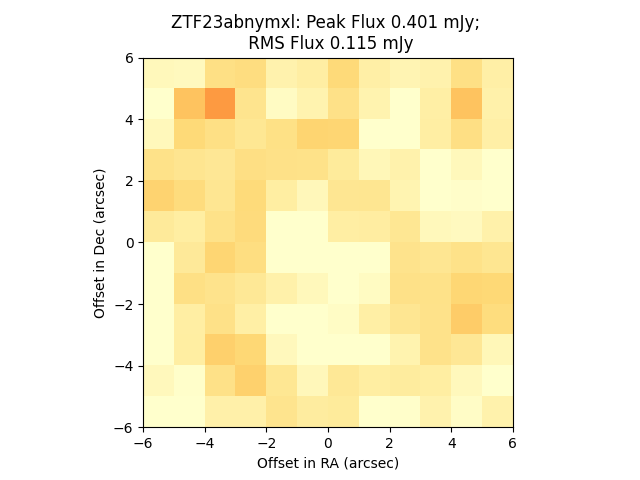 ZTF23abnymxl: Peak Flux 0.401 mJy;
RMS Flux 0.115 mJy
6
4
2
0
−2
−4
−6
Offset in Dec (arcsec)
−6 −4 −2 0 2 4 6
Offset in RA (arcsec)